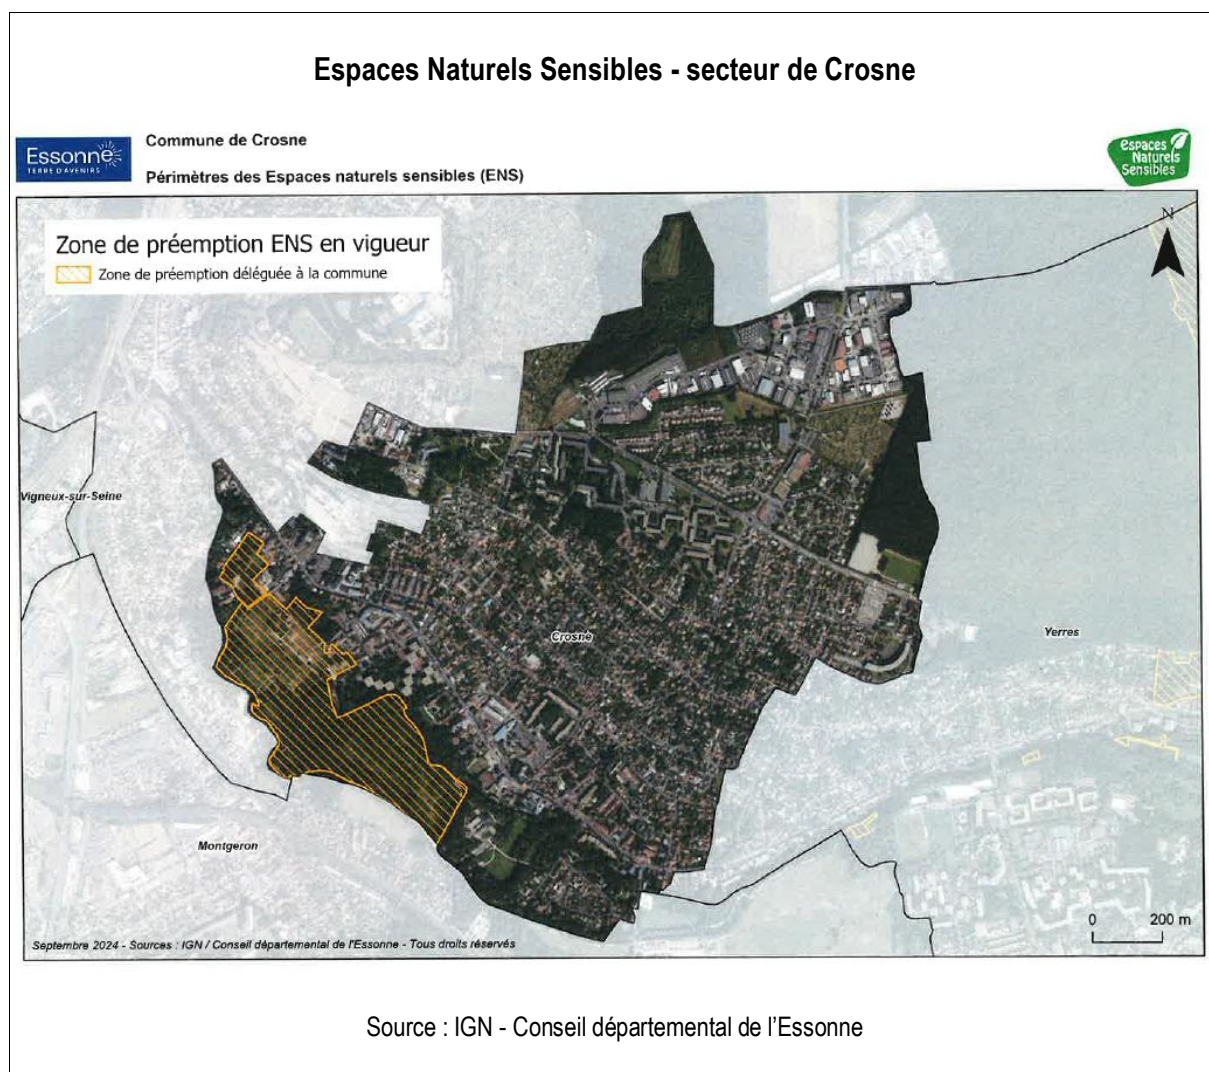 Espaces Naturels Sensibles - secteur de Crosne
Essonne
TERRE D'AVENIRS
Commune de Crosne
Périmètres des Espaces naturels sensibles (ENS)
espaces
Naturels
Sensibles
Zone de préemption ENS en vigueur
Zone de préemption déléguée à la commune
N
Vigneux-sur-Seine
Crosne
Yerres
Montgeron
0 200 m
Septembre 2024 - Sources : IGN / Conseil départemental de l'Essonne - Tous droits réservés
Source : IGN - Conseil départemental de l’Essonne